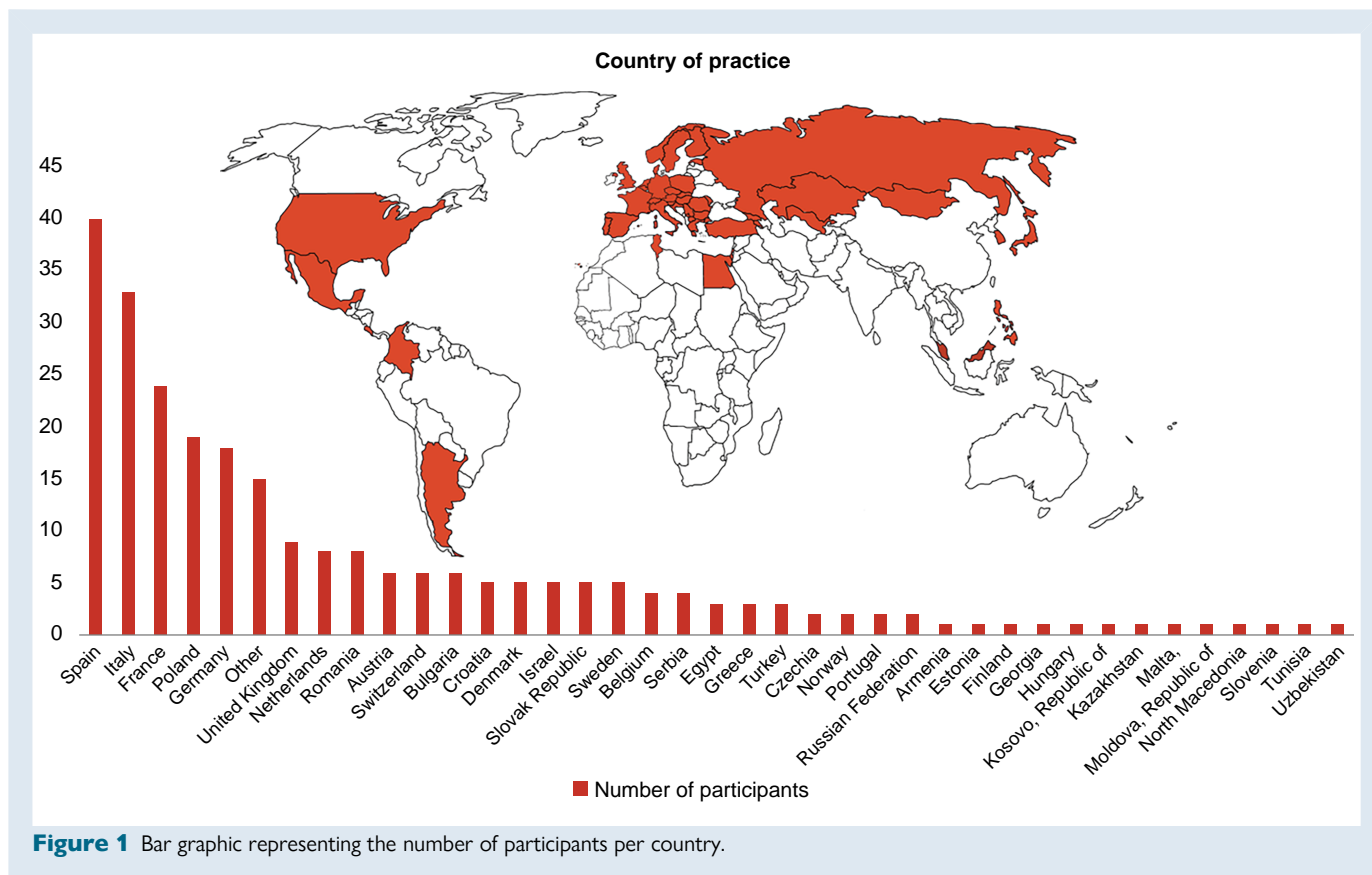 Country of practice
45
40
35
30
25
20
15
10
5
0
Spain
Italy
France
Poland
Germany
Other
United Kingdom
Netherlands
Romania
Austria
Switzerland
Bulgaria
Croatia
Denmark
Israel
Slovak Republic
Sweden
Belgium
Serbia
Egypt
Greece
Turkey
Czechia
Norway
Portugal
Russian Federation
Armenia
Estonia
Finland
Georgia
Hungary
Kosovo, Republic of
Kazakhstan
Malta,
Moldova, Republic of
North Macedonia
Slovenia
Tunisia
Uzbekistan
Number of participants
Figure 1 Bar graphic representing the number of participants per country.